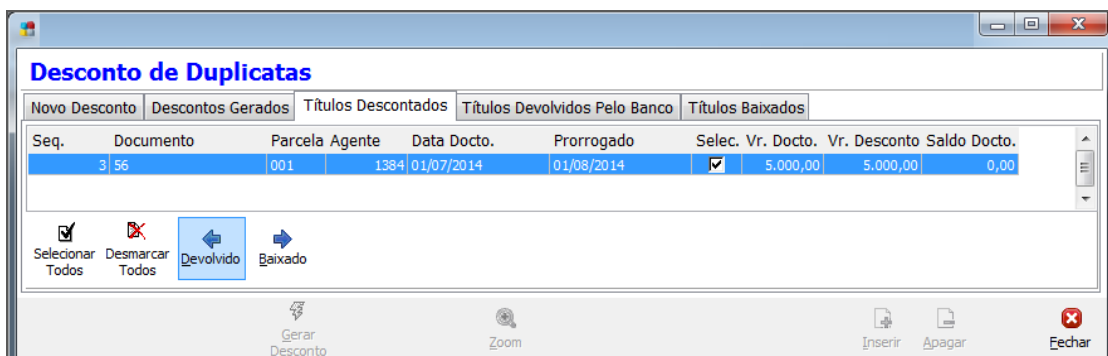 Desconto de Duplicatas
Novo Desconto Descontos Gerados Títulos Descontados Títulos Devolvidos Pelo Banco Títulos Baixados
Seq. Documento Parcela Agente Data Docto. Prorrogado Selec. Vr. Docto. Vr. Desconto Saldo Docto.
3 56 001 1384 01/07/2014 01/08/2014 5.000,00 5.000,00 0,00
Selecionar Todos Desmarcar Todos Devolvido Baixado
Gerar Desconto Zoom Inserir Apagar Fechar